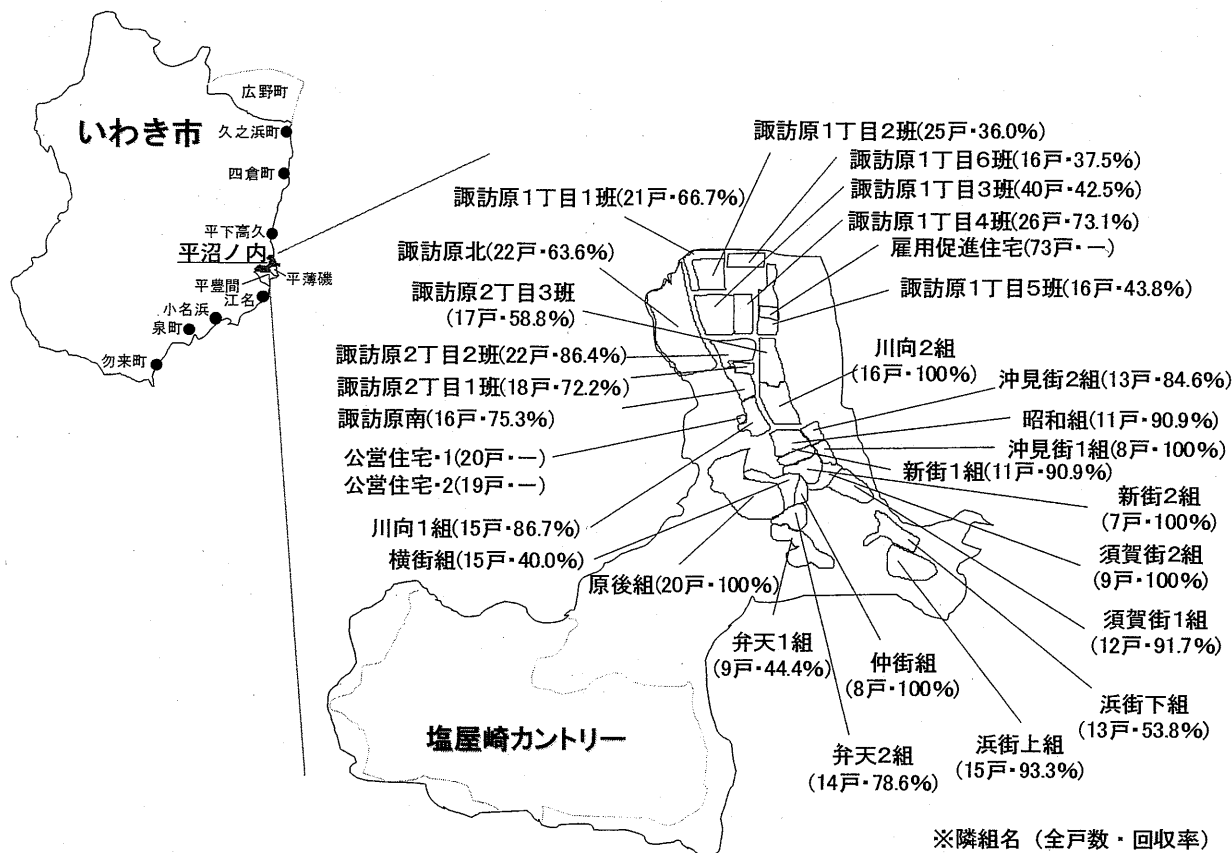 広野町
いわき市
久之浜町
四倉町
平下高久
平沼ノ内
平薄磯
平豊間
江名
小名浜
泉町
勿来町
諏訪原1丁目2班(25戸・36.0%)
諏訪原1丁目6班(16戸・37.5%)
諏訪原1丁目1班(21戸・66.7%)
諏訪原1丁目3班(40戸・42.5%)
諏訪原1丁目4班(26戸・73.1%)
諏訪原北(22戸・63.6%)
雇用促進住宅(73戸・ー)
諏訪原2丁目3班
(17戸・58.8%)
諏訪原1丁目5班(16戸・43.8%)
諏訪原2丁目2班(22戸・86.4%)
川向2組
(16戸・100%)
諏訪原2丁目1班(18戸・72.2%)
沖見街2組(13戸・84.6%)
諏訪原南(16戸・75.3%)
昭和組(11戸・90.9%)
沖見街1組(8戸・100%)
公営住宅・1(20戸・ー)
新街1組(11戸・90.9%)
公営住宅・2(19戸・ー)
新街2組
(7戸・100%)
川向1組(15戸・86.7%)
横街組(15戸・40.0%)
須賀街2組
(9戸・100%)
原後組(20戸・100%)
須賀街1組
(12戸・91.7%)
弁天1組
(9戸・44.4%)
仲街組
(8戸・100%)
浜街下組
(13戸・53.8%)
塩屋崎カントリー
弁天2組
(14戸・78.6%)
浜街上組
(15戸・93.3%)
※隣組名(全戸数・回収率)